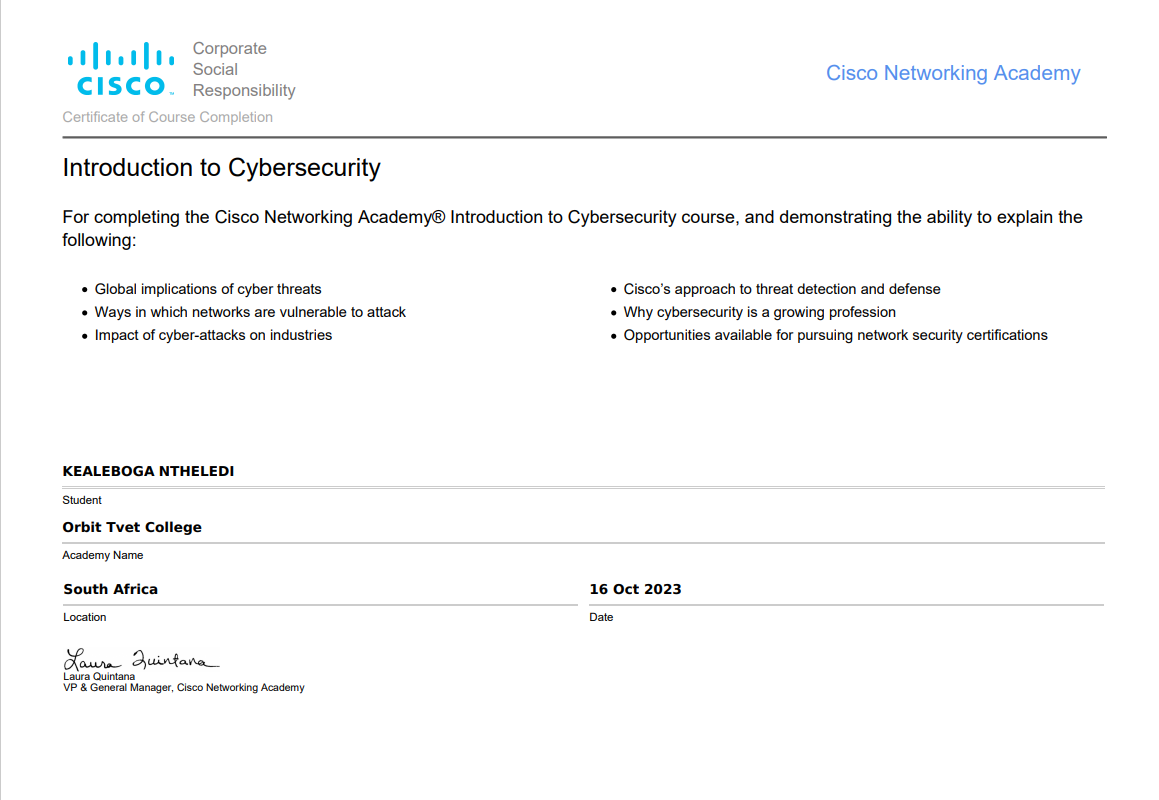 CISCO
Corporate
Social
Responsibility
Cisco Networking Academy
Certificate of Course Completion
Introduction to Cybersecurity
For completing the Cisco Networking Academy® Introduction to Cybersecurity course, and demonstrating the ability to explain the
following:
• Global implications of cyber threats
• Ways in which networks are vulnerable to attack
• Impact of cyber-attacks on industries
• Cisco’s approach to threat detection and defense
• Why cybersecurity is a growing profession
• Opportunities available for pursuing network security certifications
KEALEBOGA NTHELEDI
Student
Orbit Tvet College
Academy Name
South Africa
Location
16 Oct 2023
Date
Laura Quintana
Laura Quintana
VP & General Manager, Cisco Networking Academy